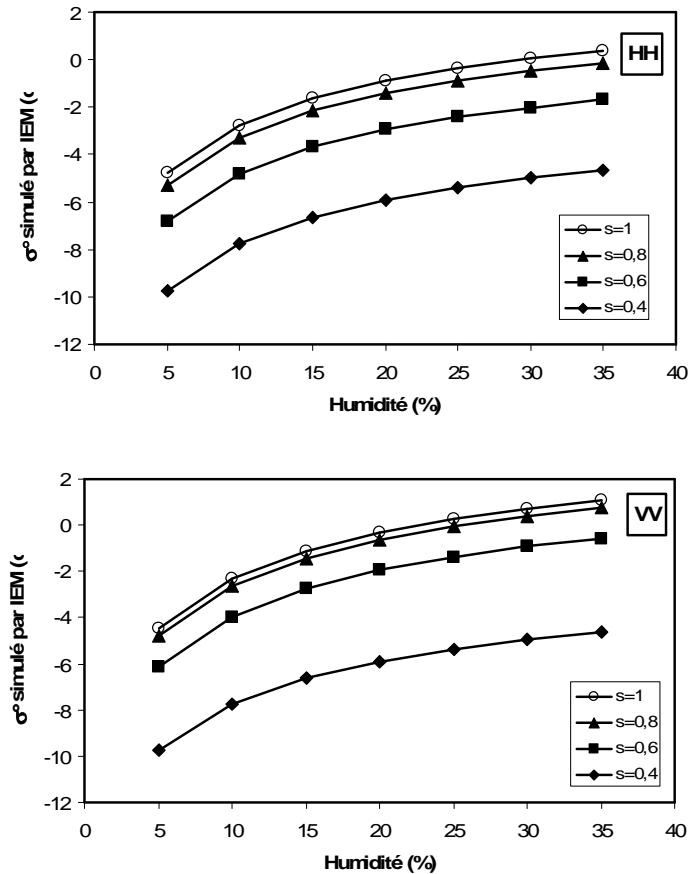 2
0
-2
-4
-6
-8
-10
-12
0 5 10 15 20 25 30 35 40
σ° simulé par IEM (
Humidité (%)
HH
s=1
s=0,8
s=0,6
s=0,4
2
0
-2
-4
-6
-8
-10
-12
0 5 10 15 20 25 30 35 40
σ° simulé par IEM (
Humidité (%)
VV
s=1
s=0,8
s=0,6
s=0,4